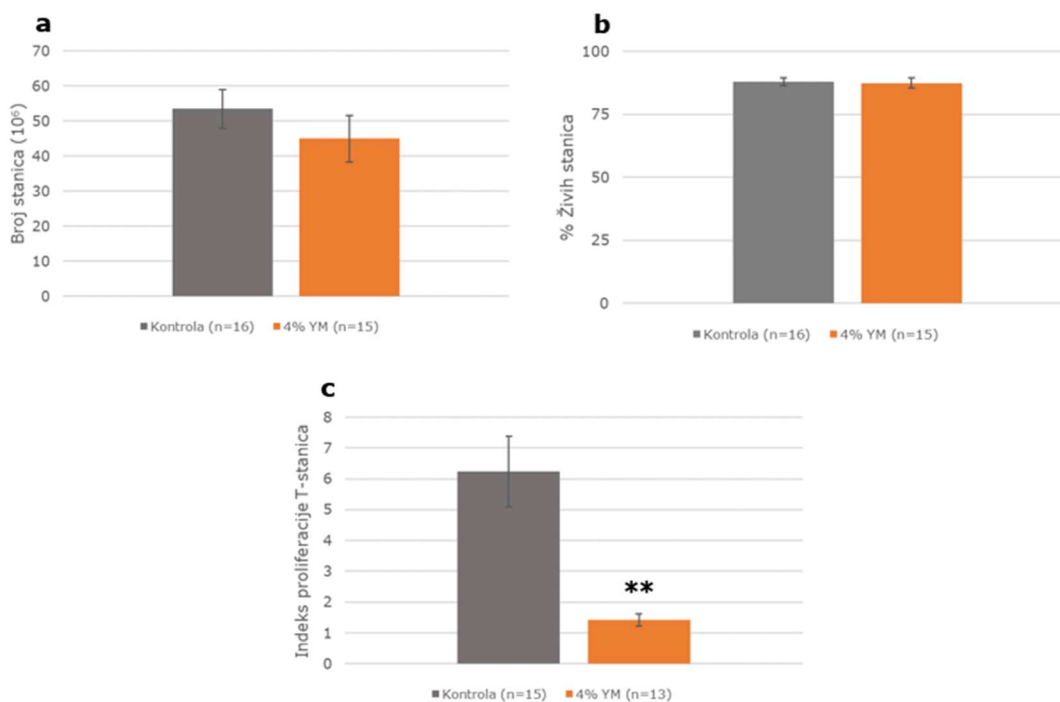 a
Broj stanica (10⁶)
70
60
50
40
30
20
10
0
Kontrola (n=16) 4% YM (n=15)
b
% Živih stanica
100
75
50
25
0
Kontrola (n=16) 4% YM (n=15)
c
Indeks proliferacije T-stanica
8
7
6
5
4
3
2
1
0
**
Kontrola (n=15) 4% YM (n=13)